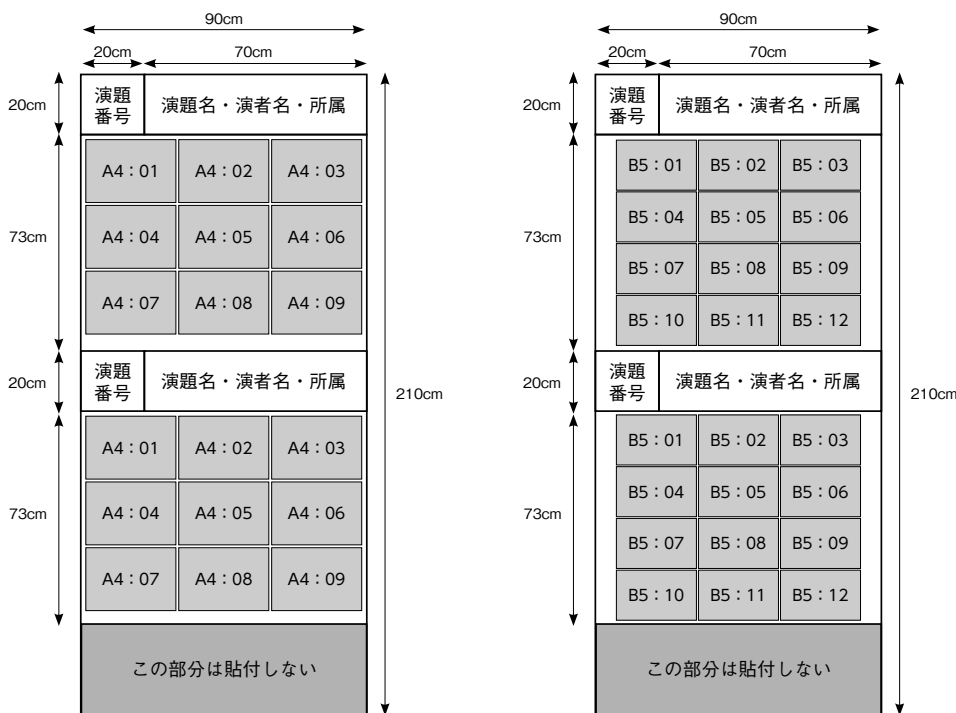 90cm
20cm
70cm
20cm
演題
番号
演題名・演者名・所属
73cm
A4：01
A4：02
A4：03
A4：04
A4：05
A4：06
A4：07
A4：08
A4：09
20cm
演題
番号
演題名・演者名・所属
210cm
73cm
A4：01
A4：02
A4：03
A4：04
A4：05
A4：06
A4：07
A4：08
A4：09
この部分は貼付しない
90cm
20cm
70cm
20cm
演題
番号
演題名・演者名・所属
73cm
B5：01
B5：02
B5：03
B5：04
B5：05
B5：06
B5：07
B5：08
B5：09
B5：10
B5：11
B5：12
20cm
演題
番号
演題名・演者名・所属
210cm
73cm
B5：01
B5：02
B5：03
B5：04
B5：05
B5：06
B5：07
B5：08
B5：09
B5：10
B5：11
B5：12
この部分は貼付しない